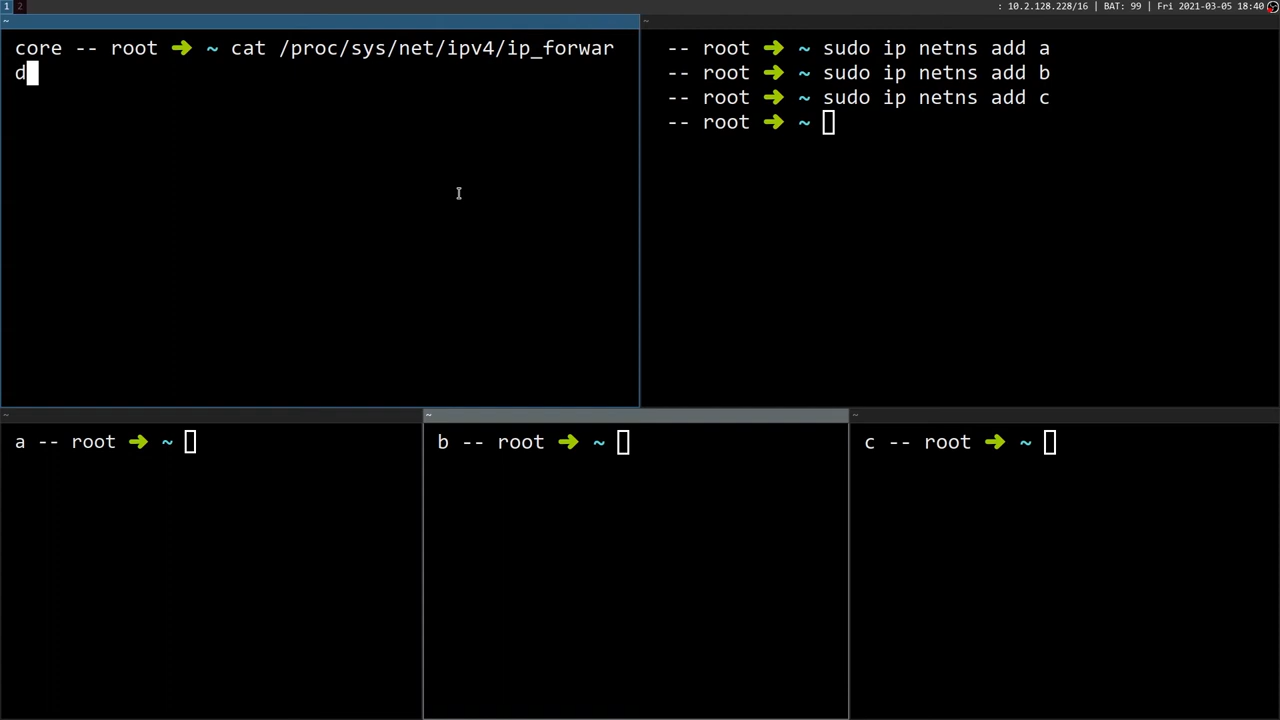 1 2
: 10.2.128.228/16 | BAT: 99 | Fri 2021-03-05 18:40
~
core -- root ➜ ~ cat /proc/sys/net/ipv4/ip_forwar
d
~
-- root ➜ ~ sudo ip netns add a
-- root ➜ ~ sudo ip netns add b
-- root ➜ ~ sudo ip netns add c
-- root ➜ ~
~
a -- root ➜ ~
~
b -- root ➜ ~
~
c -- root ➜ ~